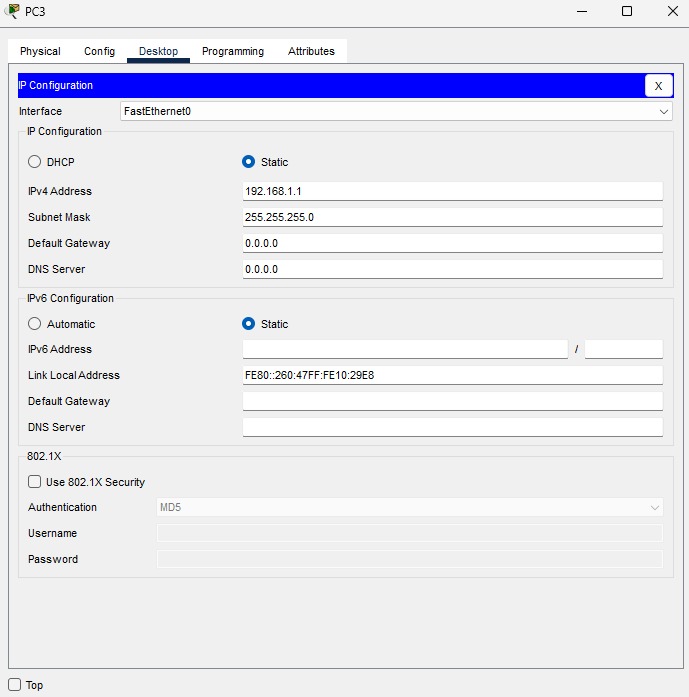 PC3
Physical Config Desktop Programming Attributes
IP Configuration X
Interface FastEthernet0
IP Configuration
DHCP Static
IPv4 Address 192.168.1.1
Subnet Mask 255.255.255.0
Default Gateway 0.0.0.0
DNS Server 0.0.0.0
IPv6 Configuration
Automatic Static
IPv6 Address /
Link Local Address FE80::260:47FF:FE10:29E8
Default Gateway
DNS Server
802.1X
Use 802.1X Security
Authentication MD5
Username
Password
Top